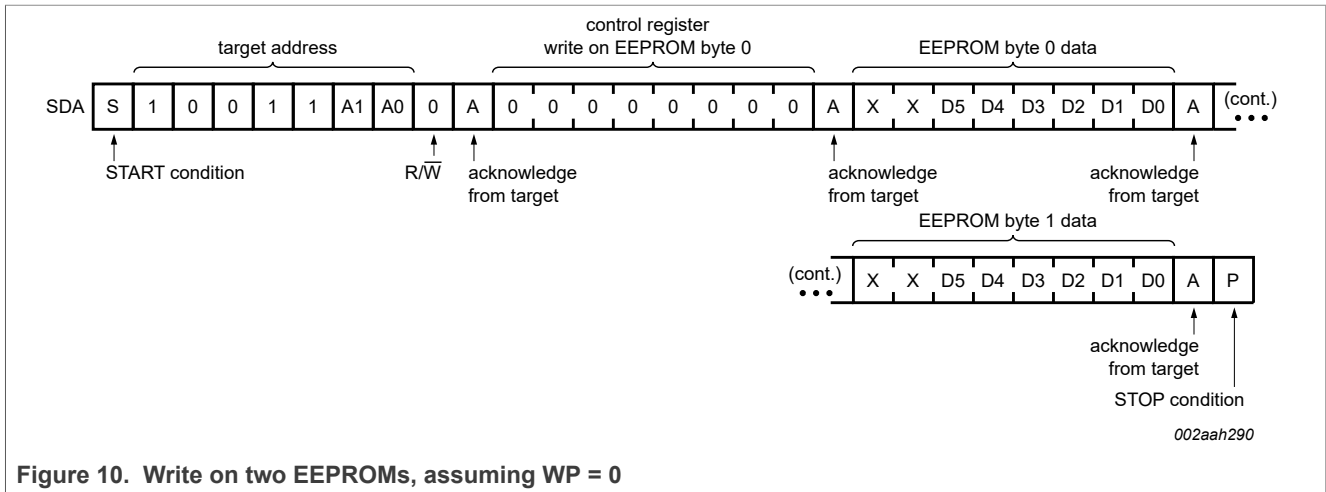 control register
target address write on EEPROM byte 0 EEPROM byte 0 data
SDA S 1 0 0 1 1 A1 A0 0 A 0 0 0 0 0 0 0 0 A X X D5 D4 D3 D2 D1 D0 A (cont.)
START condition R/W̅ acknowledge from target acknowledge from target acknowledge from target
EEPROM byte 1 data
(cont.) X X D5 D4 D3 D2 D1 D0 A P
acknowledge
from target
STOP condition
002aah290
Figure 10. Write on two EEPROMs, assuming WP = 0